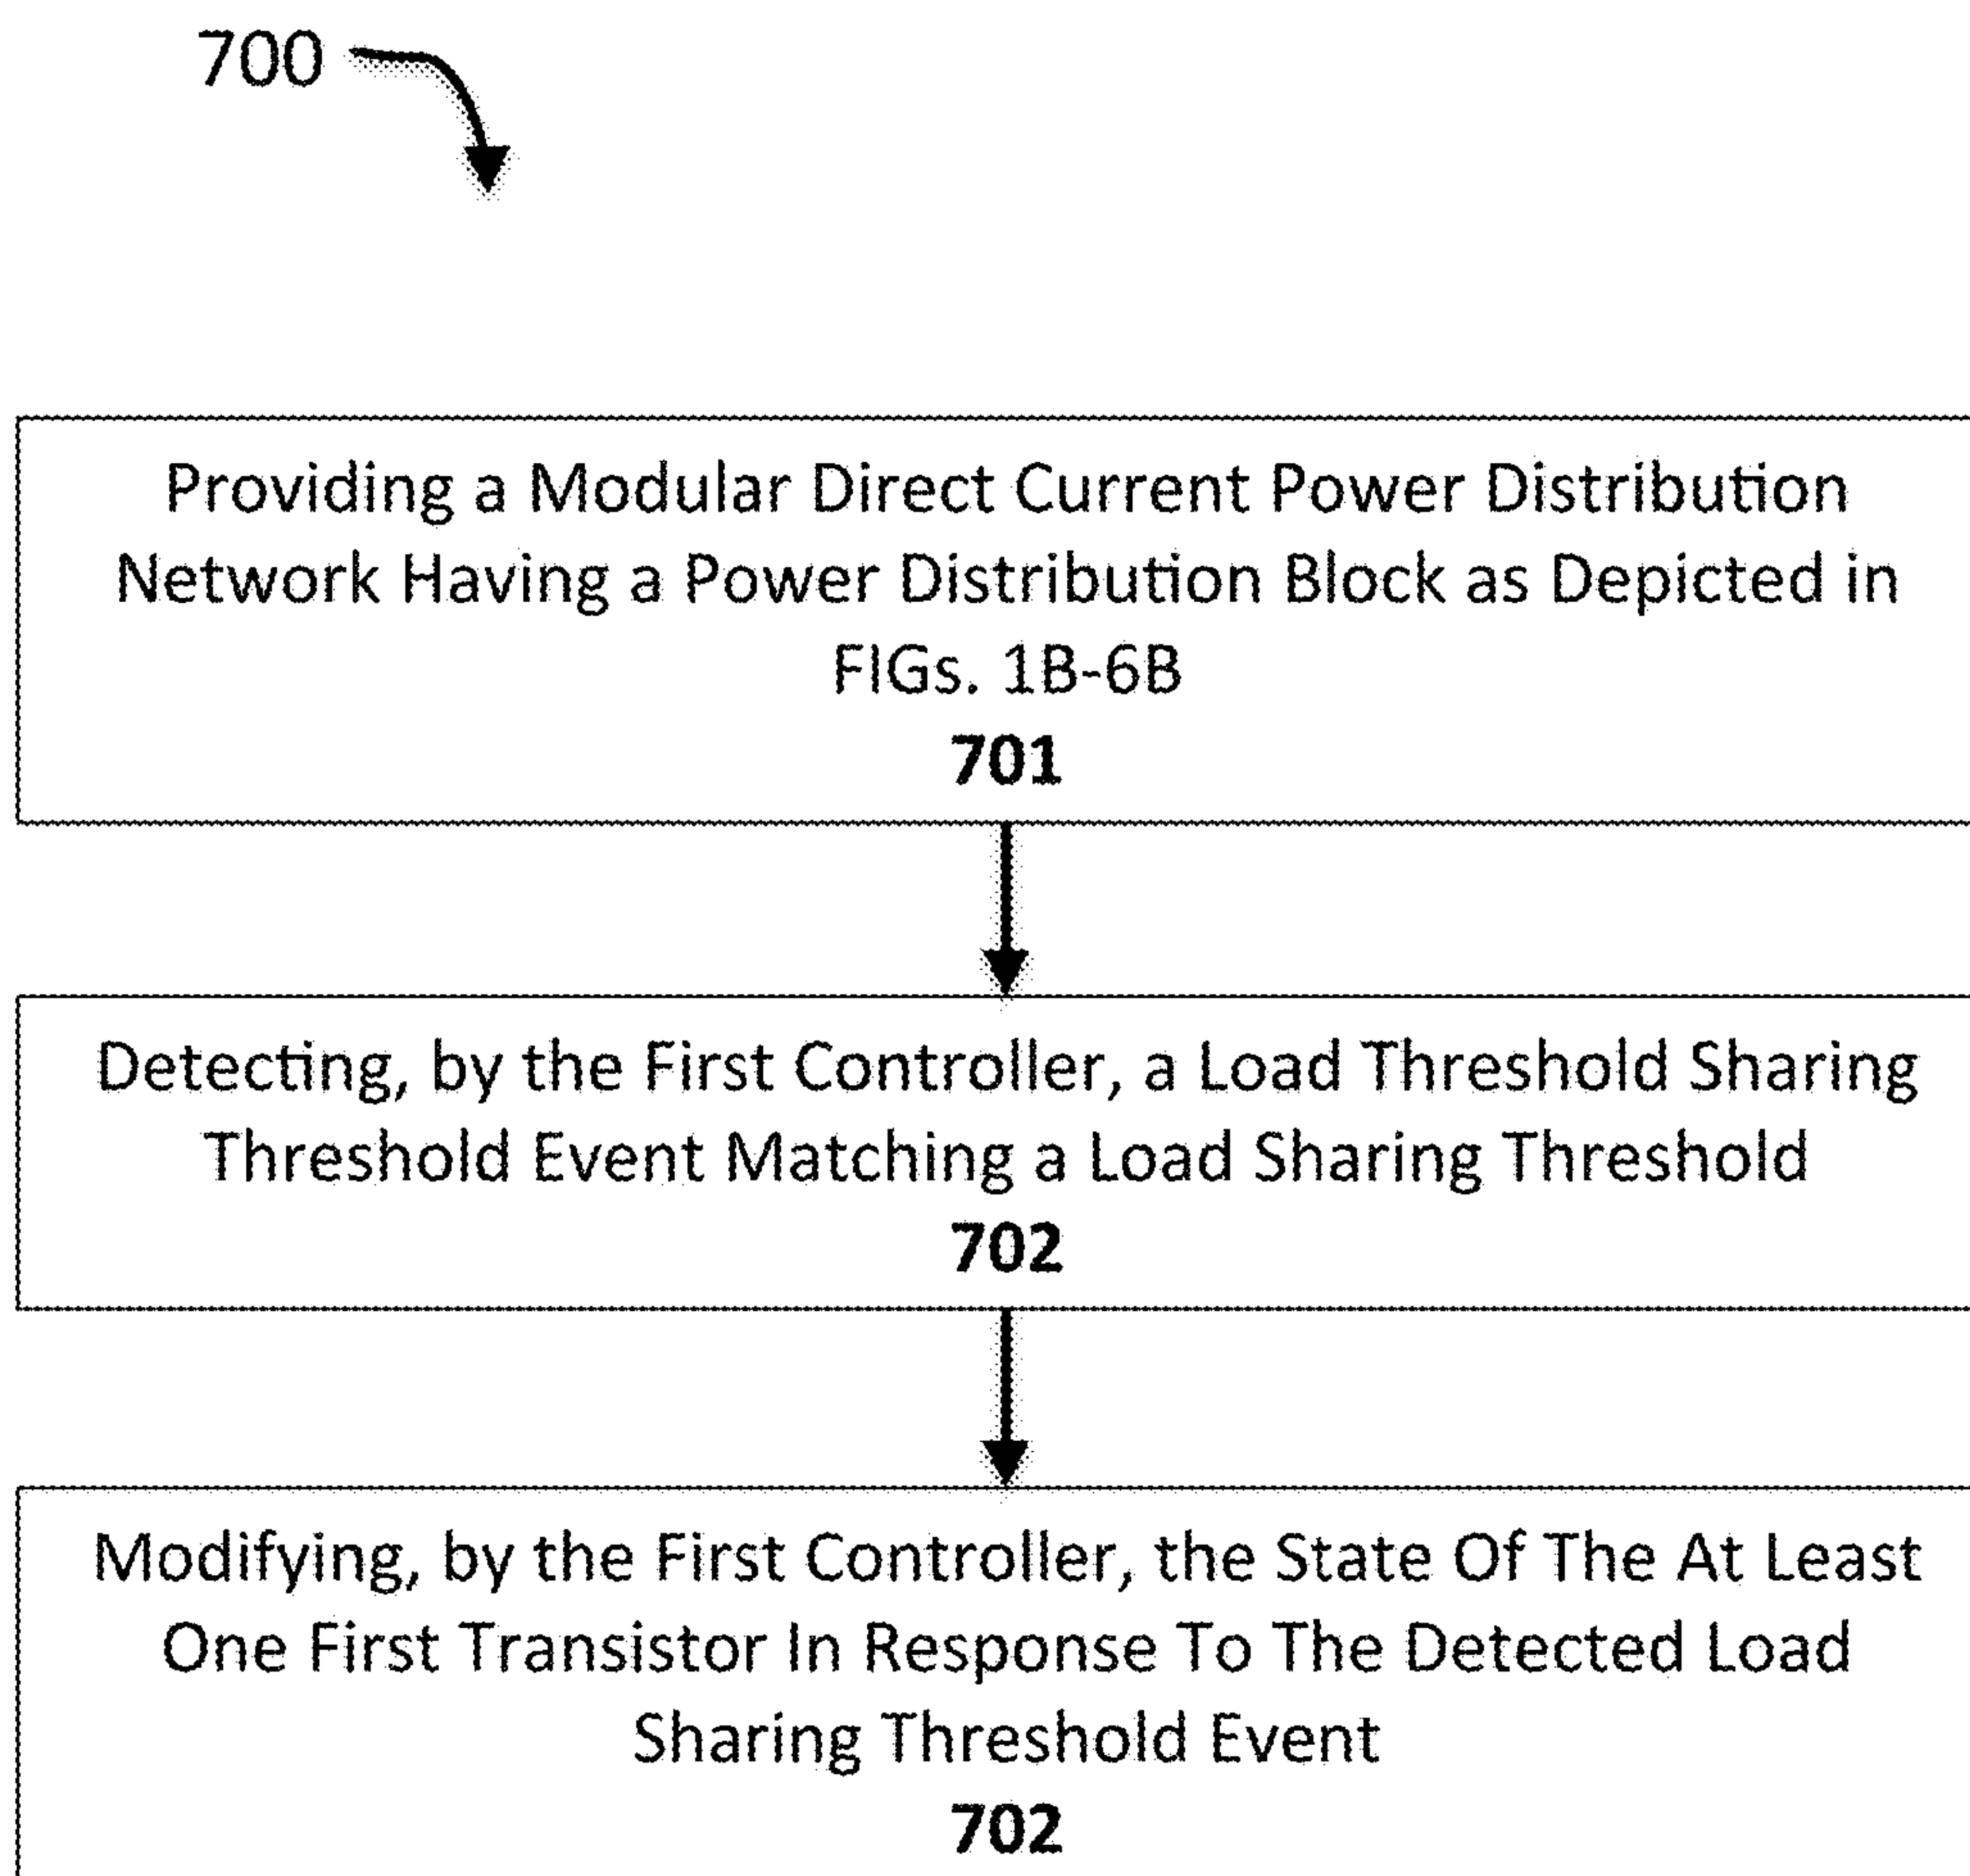 700
Providing a Modular Direct Current Power Distribution
Network Having a Power Distribution Block as Depicted in
FIGs. 1B-6B
701
Detecting, by the First Controller, a Load Threshold Sharing
Threshold Event Matching a Load Sharing Threshold
702
Modifying, by the First Controller, the State Of The At Least
One First Transistor In Response To The Detected Load
Sharing Threshold Event
702